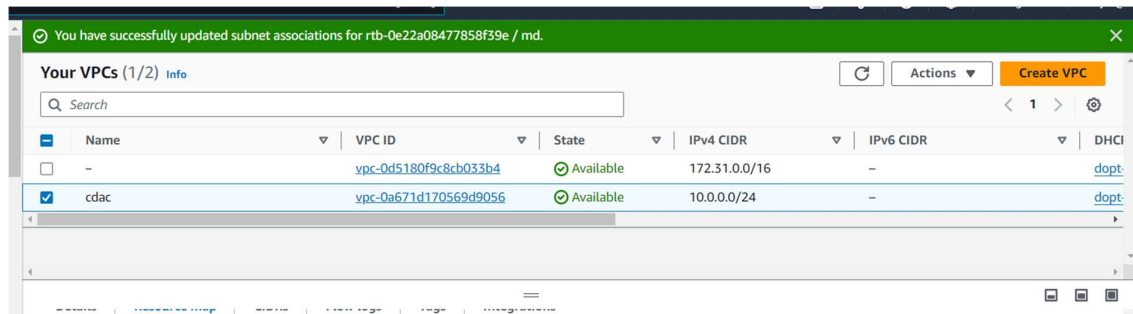 You have successfully updated subnet associations for rtb-0e22a08477858f39e / md.
Your VPCs (1/2) Info
Actions
Create VPC
Search
1
Name VPC ID State IPv4 CIDR IPv6 CIDR
– vpc-0d5180f9c8cb033b4 Available 172.31.0.0/16 – dopt-
cdac vpc-0a671d170569d9056 Available 10.0.0.0/24 – dopt-